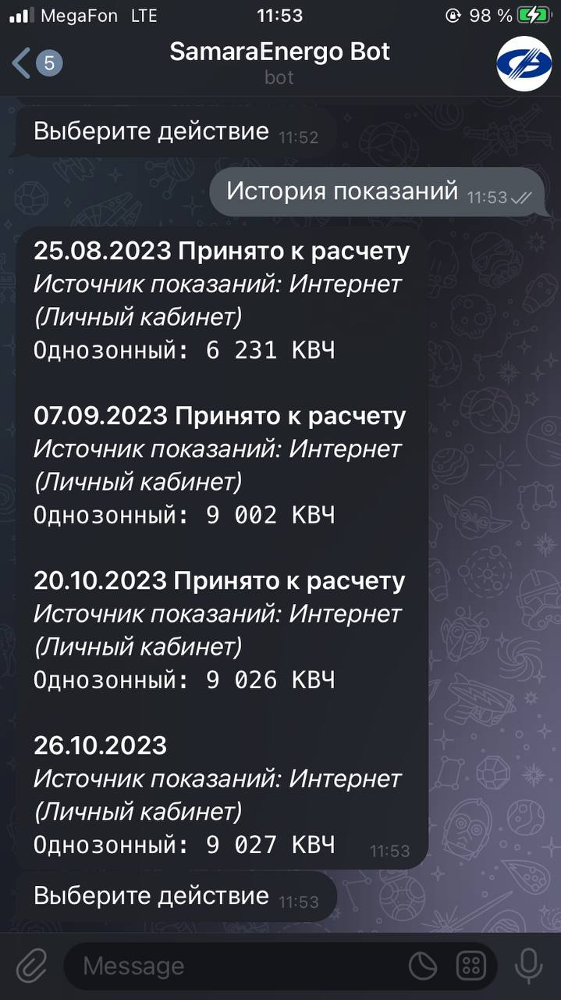 MegaFon LTE 11:53 98 %
5 SamaraEnergo Bot
bot
Выберите действие 11:52
История показаний 11:53
25.08.2023 Принято к расчету
Источник показаний: Интернет
(Личный кабинет)
Однозонный: 6 231 КВЧ
07.09.2023 Принято к расчету
Источник показаний: Интернет
(Личный кабинет)
Однозонный: 9 002 КВЧ
20.10.2023 Принято к расчету
Источник показаний: Интернет
(Личный кабинет)
Однозонный: 9 026 КВЧ
26.10.2023
Источник показаний: Интернет
(Личный кабинет)
Однозонный: 9 027 КВЧ 11:53
Выберите действие 11:53
Message